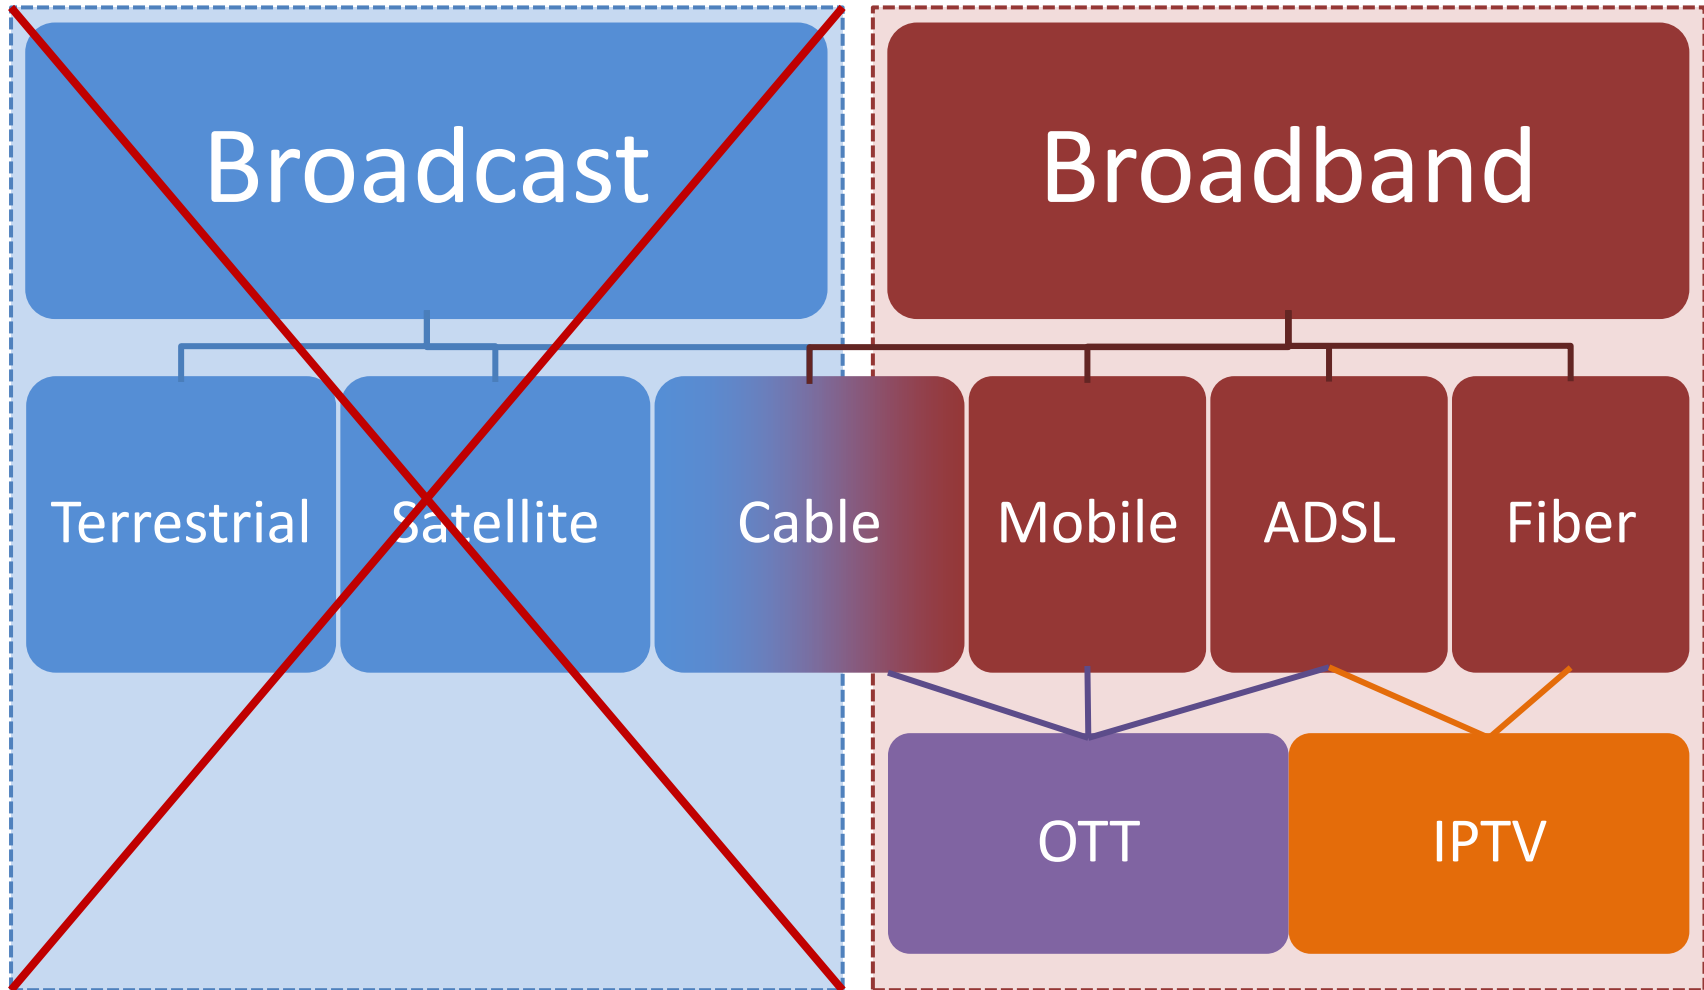 Broadcast
Broadband
Terrestrial
Satellite
Cable
Mobile
ADSL
Fiber
OTT
IPTV